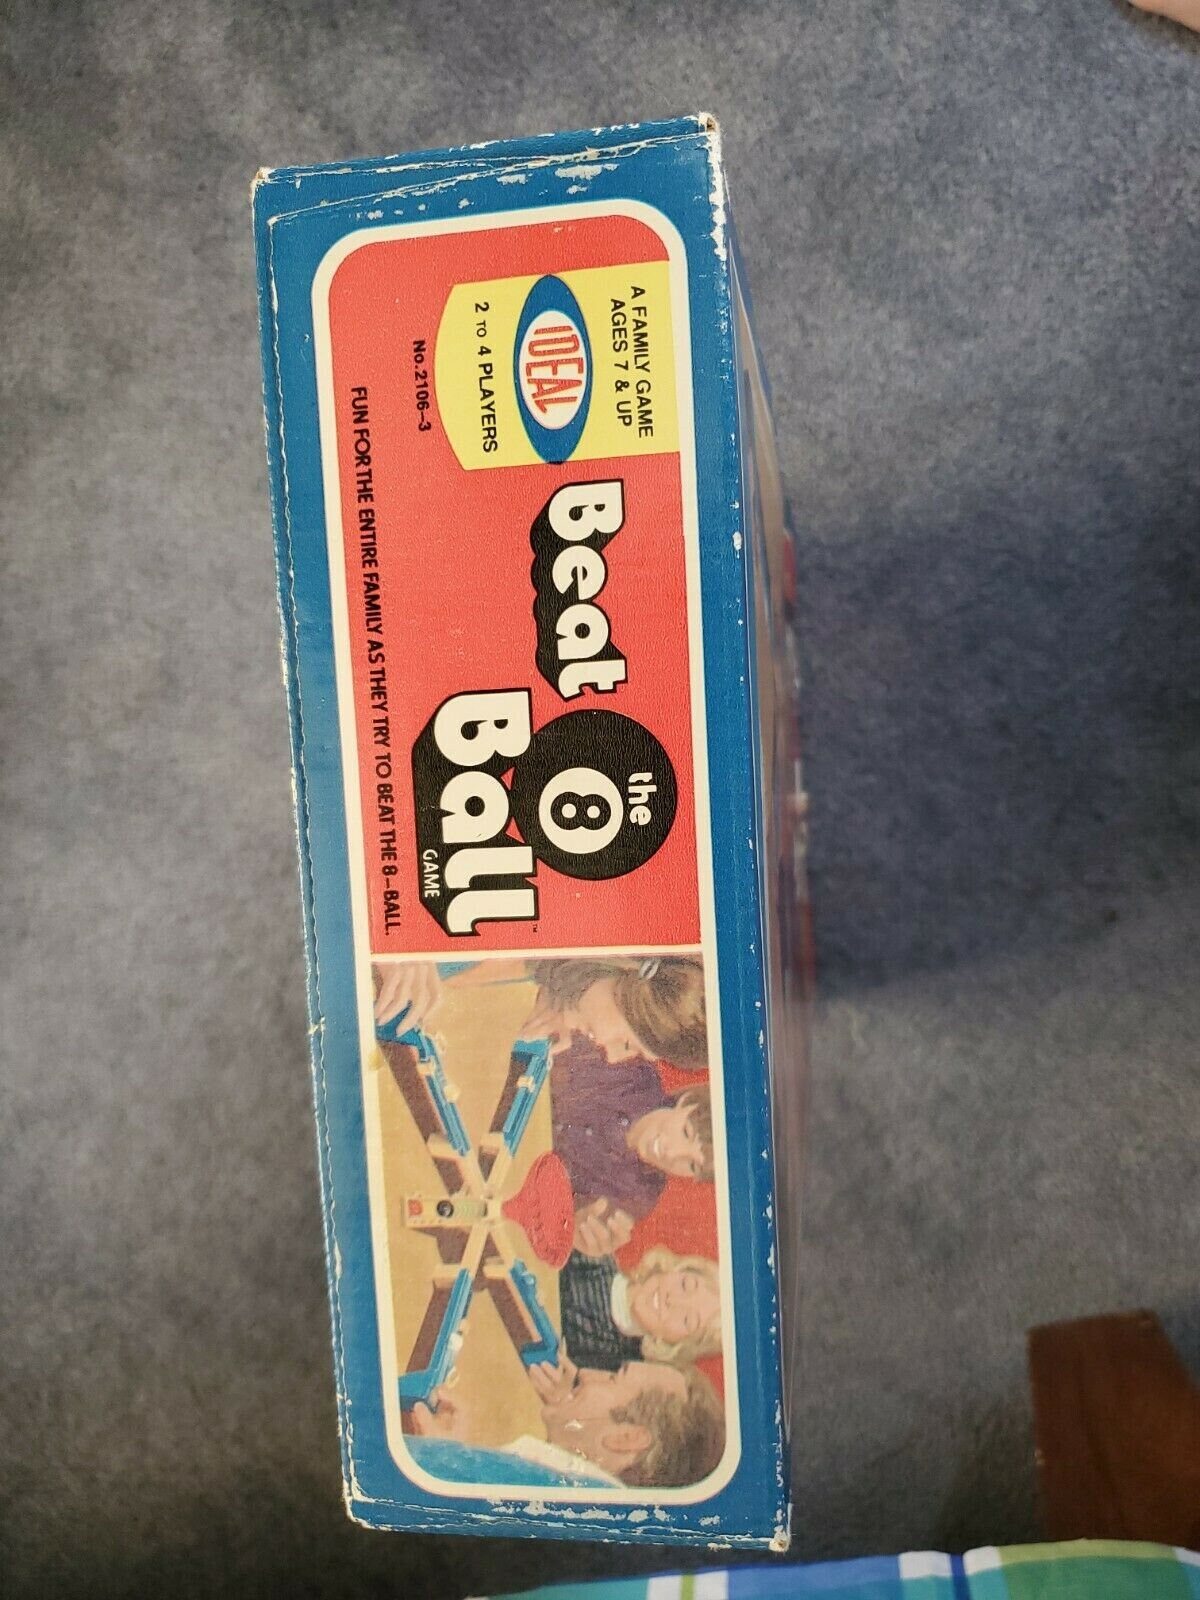 A FAMILY GAME
AGES 7 & UP
IDEAL
2 TO 4 PLAYERS
No.2106-3
Beat
the
8
Ball™
GAME
FUN FOR THE ENTIRE FAMILY AS THEY TRY TO BEAT THE 8-BALL.